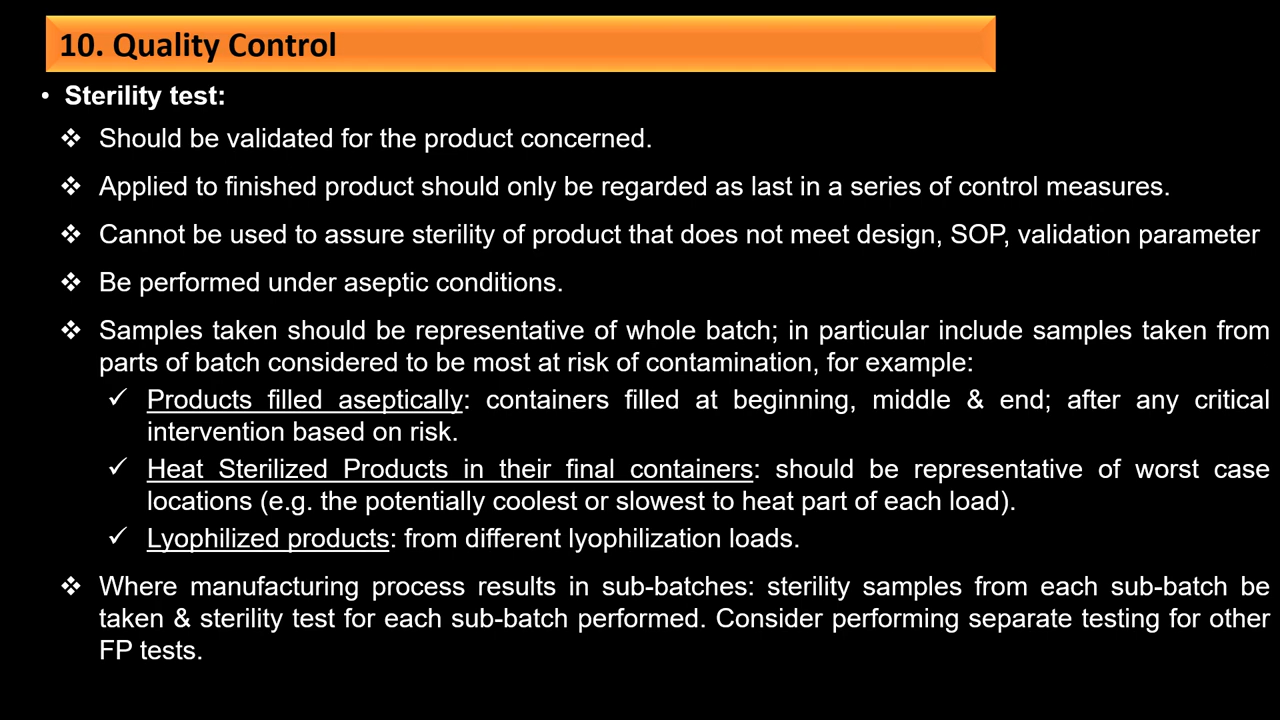 10. Quality Control
• Sterility test:
❖ Should be validated for the product concerned.
❖ Applied to finished product should only be regarded as last in a series of control measures.
❖ Cannot be used to assure sterility of product that does not meet design, SOP, validation parameter
❖ Be performed under aseptic conditions.
❖ Samples taken should be representative of whole batch; in particular include samples taken from
parts of batch considered to be most at risk of contamination, for example:
✓ Products filled aseptically: containers filled at beginning, middle & end; after any critical
intervention based on risk.
✓ Heat Sterilized Products in their final containers: should be representative of worst case
locations (e.g. the potentially coolest or slowest to heat part of each load).
✓ Lyophilized products: from different lyophilization loads.
❖ Where manufacturing process results in sub-batches: sterility samples from each sub-batch be
taken & sterility test for each sub-batch performed. Consider performing separate testing for other
FP tests.